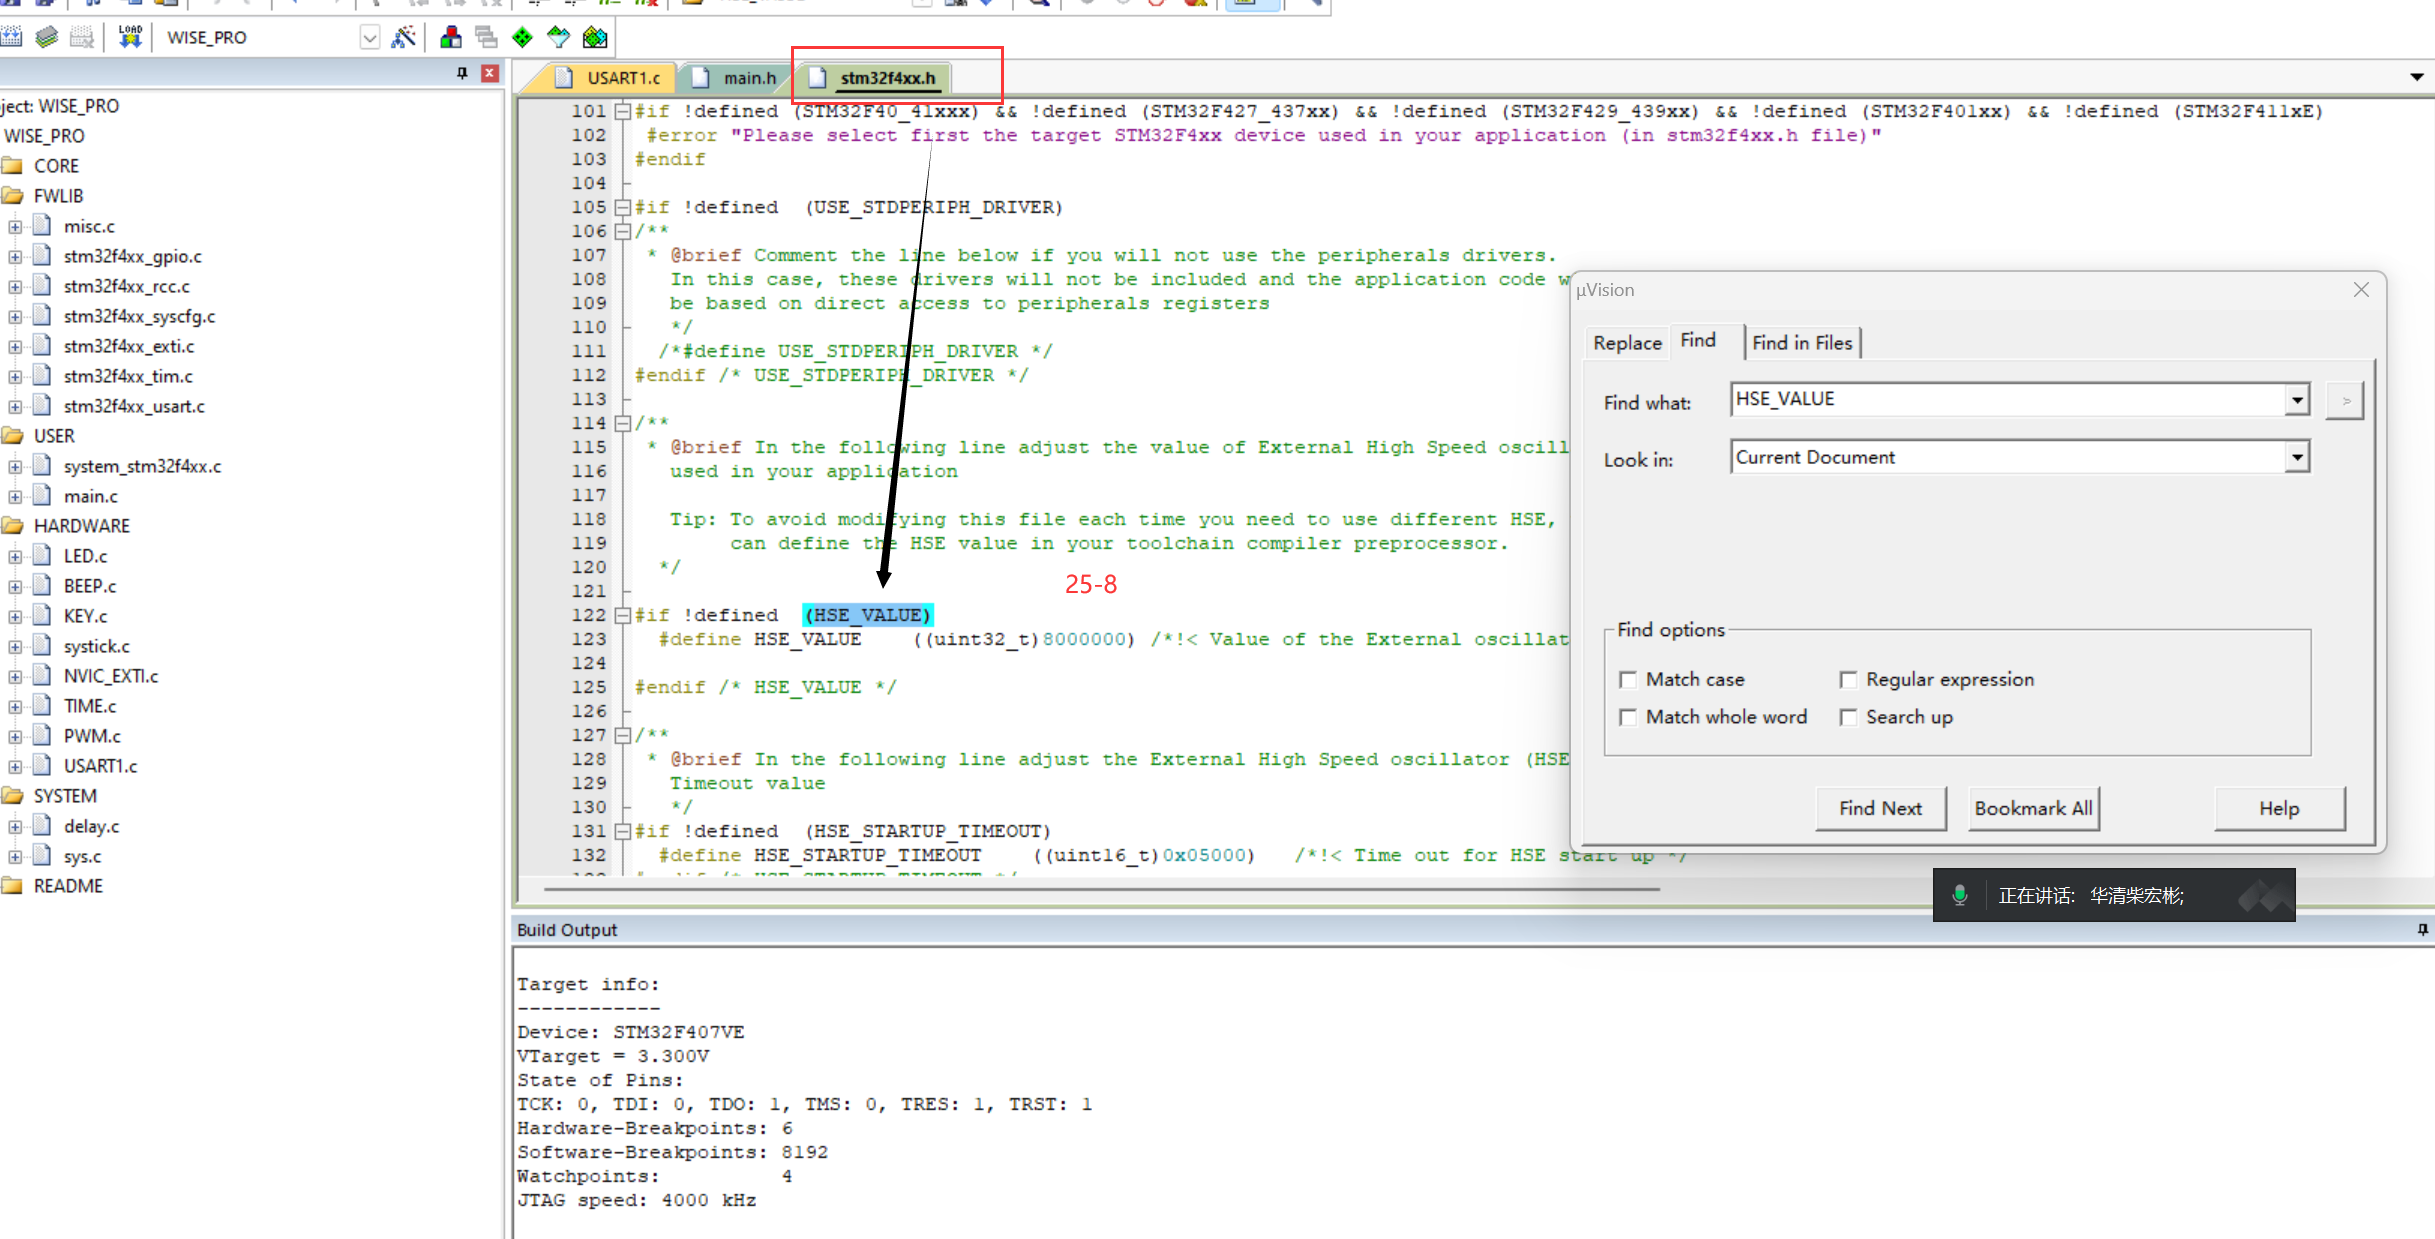 WISE_PRO
ject: WISE_PRO
WISE_PRO
CORE
FWLIB
misc.c
stm32f4xx_gpio.c
stm32f4xx_rcc.c
stm32f4xx_syscfg.c
stm32f4xx_exti.c
stm32f4xx_tim.c
stm32f4xx_usart.c
USER
system_stm32f4xx.c
main.c
HARDWARE
LED.c
BEEP.c
KEY.c
systick.c
NVIC_EXTI.c
TIME.c
PWM.c
USART1.c
SYSTEM
delay.c
sys.c
README
USART1.c
main.h
stm32f4xx.h
101 #if !defined (STM32F40_41xxx) && !defined (STM32F427_437xx) && !defined (STM32F429_439xx) && !defined (STM32F401xx) && !defined (STM32F411xE)
102 #error "Please select first the target STM32F4xx device used in your application (in stm32f4xx.h file)"
103 #endif
104
105 #if !defined (USE_STDPERIPH_DRIVER)
106 /**
107 * @brief Comment the line below if you will not use the peripherals drivers.
108 In this case, these drivers will not be included and the application code w
109 be based on direct access to peripherals registers
110 */
111 /*#define USE_STDPERIPH_DRIVER */
112 #endif /* USE_STDPERIPH_DRIVER */
113
114 /**
115 * @brief In the following line adjust the value of External High Speed oscill
116 used in your application
117
118 Tip: To avoid modifying this file each time you need to use different HSE,
119 can define the HSE value in your toolchain compiler preprocessor.
120 */
121
25-8
122 #if !defined (HSE_VALUE)
123 #define HSE_VALUE ((uint32_t)8000000) /*!< Value of the External oscillat
124
125 #endif /* HSE_VALUE */
126
127 /**
128 * @brief In the following line adjust the External High Speed oscillator (HSE
129 Timeout value
130 */
131 #if !defined (HSE_STARTUP_TIMEOUT)
132 #define HSE_STARTUP_TIMEOUT ((uint16_t)0x05000) /*!< Time out for HSE start up */
µVision
Replace Find Find in Files
Find what: HSE_VALUE
Look in: Current Document
Find options
Match case Regular expression
Match whole word Search up
Find Next Bookmark All Help
正在讲话: 华清柴宏彬;
Build Output
Target info:
------------
Device: STM32F407VE
VTarget = 3.300V
State of Pins:
TCK: 0, TDI: 0, TDO: 1, TMS: 0, TRES: 1, TRST: 1
Hardware-Breakpoints: 6
Software-Breakpoints: 8192
Watchpoints: 4
JTAG speed: 4000 kHz